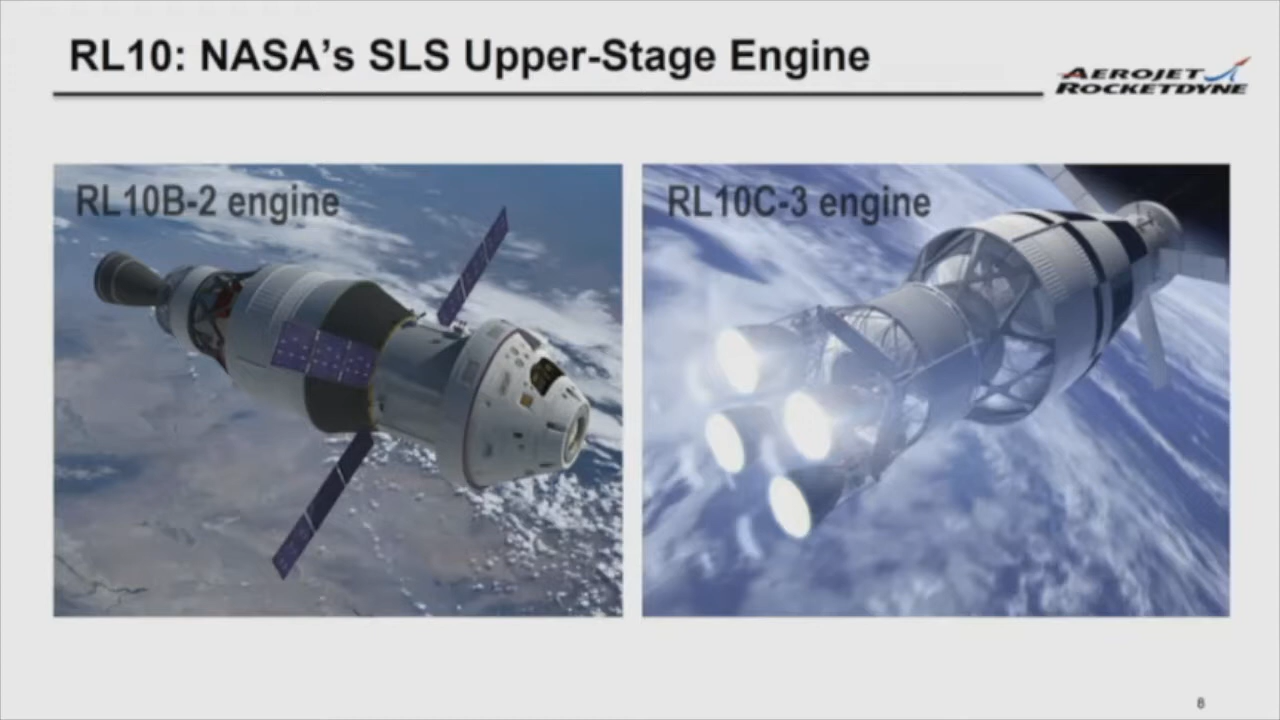 RL10: NASA's SLS Upper-Stage Engine
AEROJET
ROCKETDYNE
RL10B-2 engine
RL10C-3 engine
8